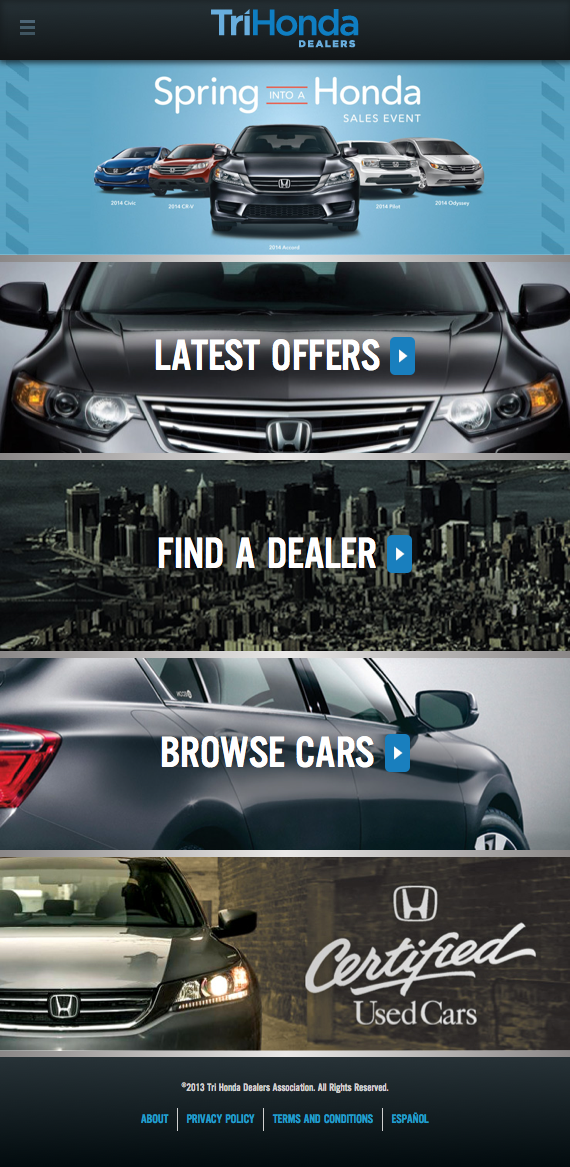 TriHonda
DEALERS
Spring INTO A Honda
SALES EVENT
2014 Civic
2014 CR-V
2014 Accord
2014 Pilot
2014 Odyssey
LATEST OFFERS
FIND A DEALER
BROWSE CARS
Certified
Used Cars
©2013 Tri Honda Dealers Association. All Rights Reserved.
ABOUT
PRIVACY POLICY
TERMS AND CONDITIONS
ESPAÑOL